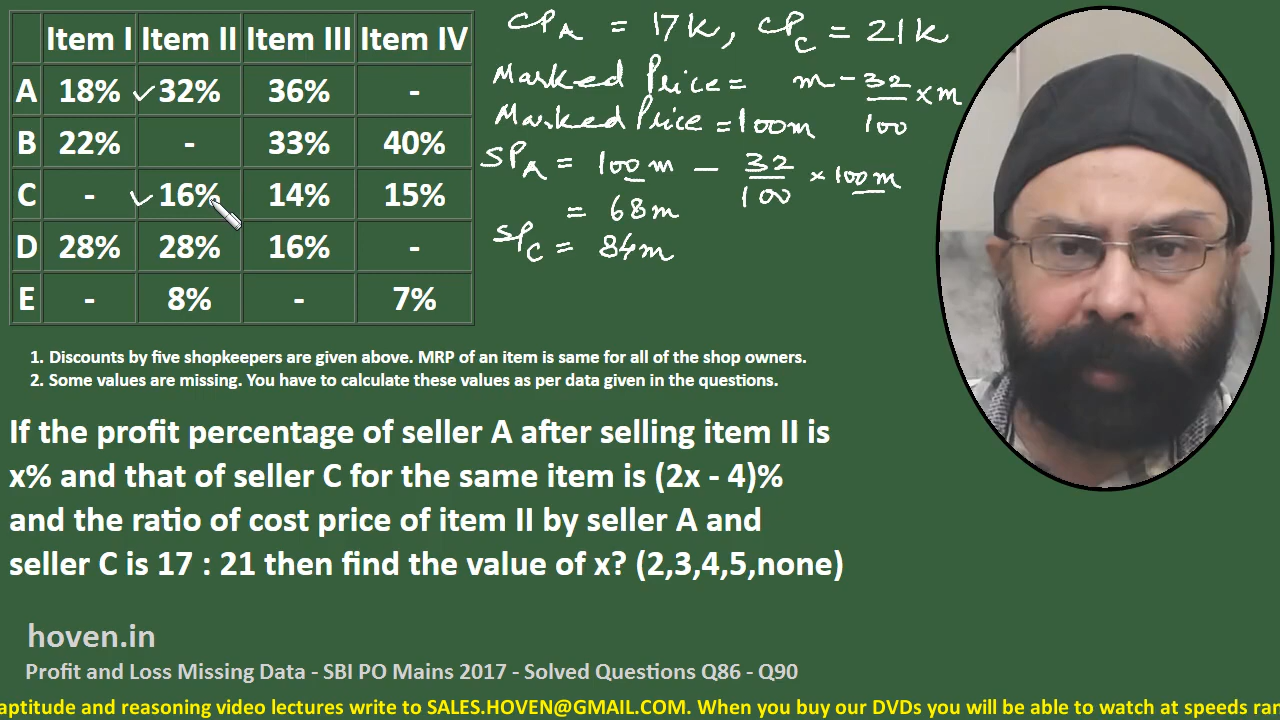 Item I Item II Item III Item IV
A 18% ✓32% 36% -
B 22% - 33% 40%
C - ✓16% 14% 15%
D 28% 28% 16% -
E - 8% - 7%
CP_A = 17k, CP_C = 21k
Marked Price = m - 32/100 × m
Marked Price = 100m
SP_A = 100m - 32/100 × 100m
= 68m
SP_C = 84m
1. Discounts by five shopkeepers are given above. MRP of an item is same for all of the shop owners.
2. Some values are missing. You have to calculate these values as per data given in the questions.
If the profit percentage of seller A after selling item II is
x% and that of seller C for the same item is (2x - 4)%
and the ratio of cost price of item II by seller A and
seller C is 17 : 21 then find the value of x? (2,3,4,5,none)
hoven.in
Profit and Loss Missing Data - SBI PO Mains 2017 - Solved Questions Q86 - Q90
aptitude and reasoning video lectures write to SALES.HOVEN@GMAIL.COM. When you buy our DVDs you will be able to watch at speeds ran